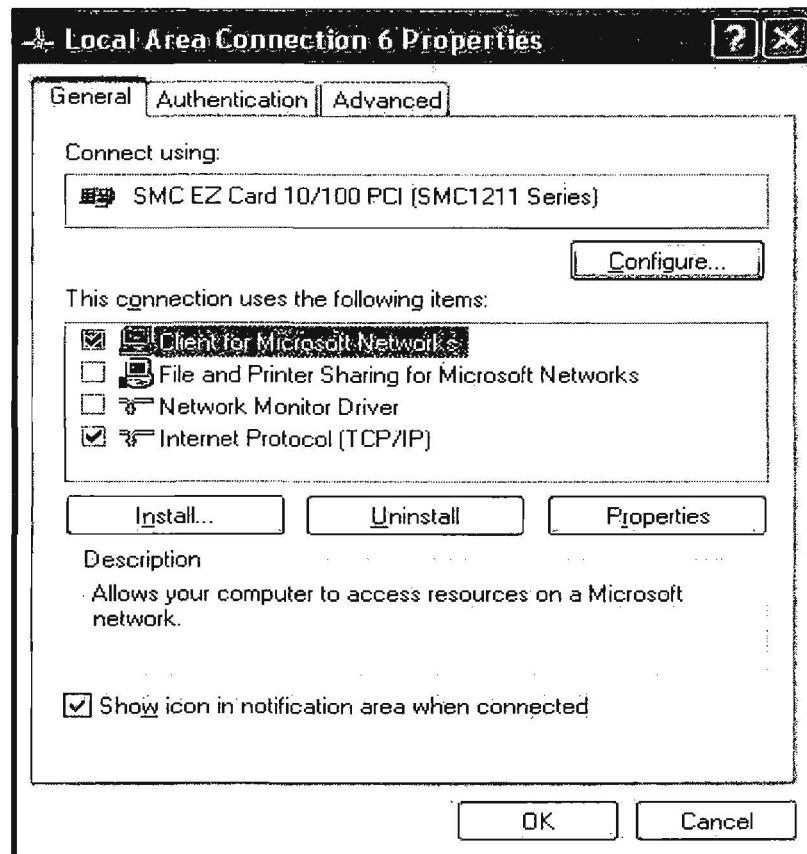 Local Area Connection 6 Properties
General Authentication Advanced
Connect using:
SMC EZ Card 10/100 PCI (SMC1211 Series)
Configure...
This connection uses the following items:
Client for Microsoft Networks
File and Printer Sharing for Microsoft Networks
Network Monitor Driver
Internet Protocol (TCP/IP)
Install... Uninstall Properties
Description
Allows your computer to access resources on a Microsoft
network.
Show icon in notification area when connected
OK Cancel